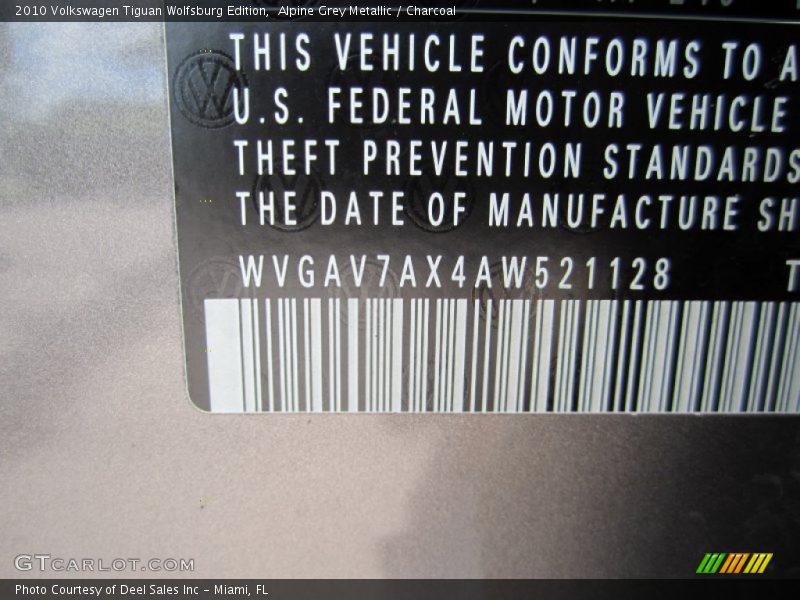 2010 Volkswagen Tiguan Wolfsburg Edition, Alpine Grey Metallic / Charcoal
THIS VEHICLE CONFORMS TO A
U.S. FEDERAL MOTOR VEHICLE
THEFT PREVENTION STANDARDS
THE DATE OF MANUFACTURE SH
WVGAV7AX4AW521128 T
GTCARLOT.COM
Photo Courtesy of Deel Sales Inc – Miami, FL